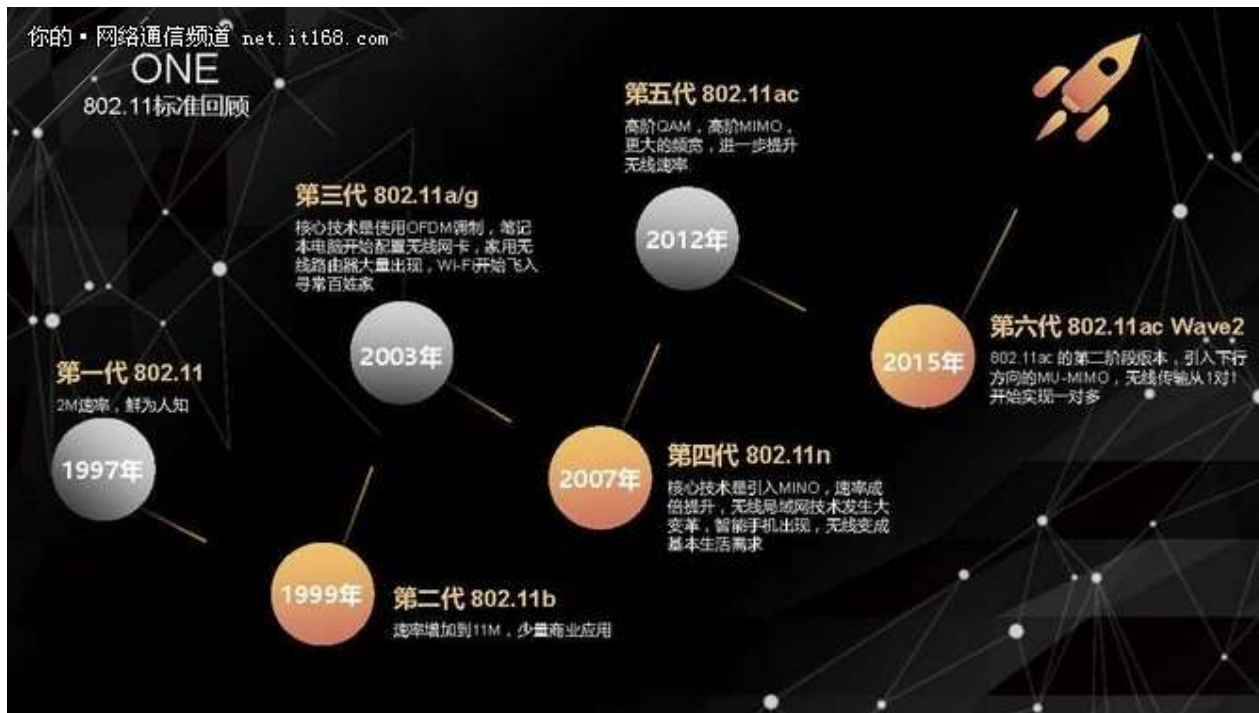 你的·网络通信频道 net.it168.com
ONE
802.11标准回顾
第一代 802.11
2M速率，鲜为人知
1997年
1999年
第二代 802.11b
速率增加到11M，少量商业应用
第三代 802.11a/g
核心技术是使用OFDM调制，笔记
本电脑开始配置无线网卡，家用无
线路由器大量出现，Wi-Fi开始飞入
寻常百姓家
2003年
2007年
第四代 802.11n
核心技术是引入MINO，速率成
倍提升，无线局域网技术发生大
变革，智能手机出现，无线变成
基本生活需求
第五代 802.11ac
高阶QAM，高阶MIMO，
更大的频宽，进一步提升
无线速率
2012年
2015年
第六代 802.11ac Wave2
802.11ac 的第二阶段版本，引入下行
方向的MU-MIMO，无线传输从1对1
开始实现一对多